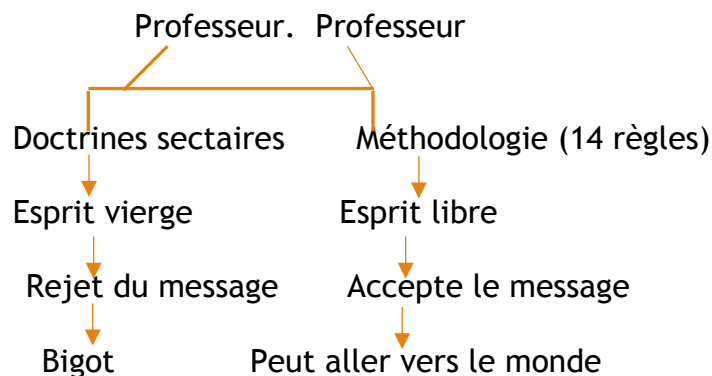 Professeur. Professeur
Doctrines sectaires Méthodologie (14 règles)
Esprit vierge Esprit libre
Rejet du message Accepte le message
Bigot Peut aller vers le monde